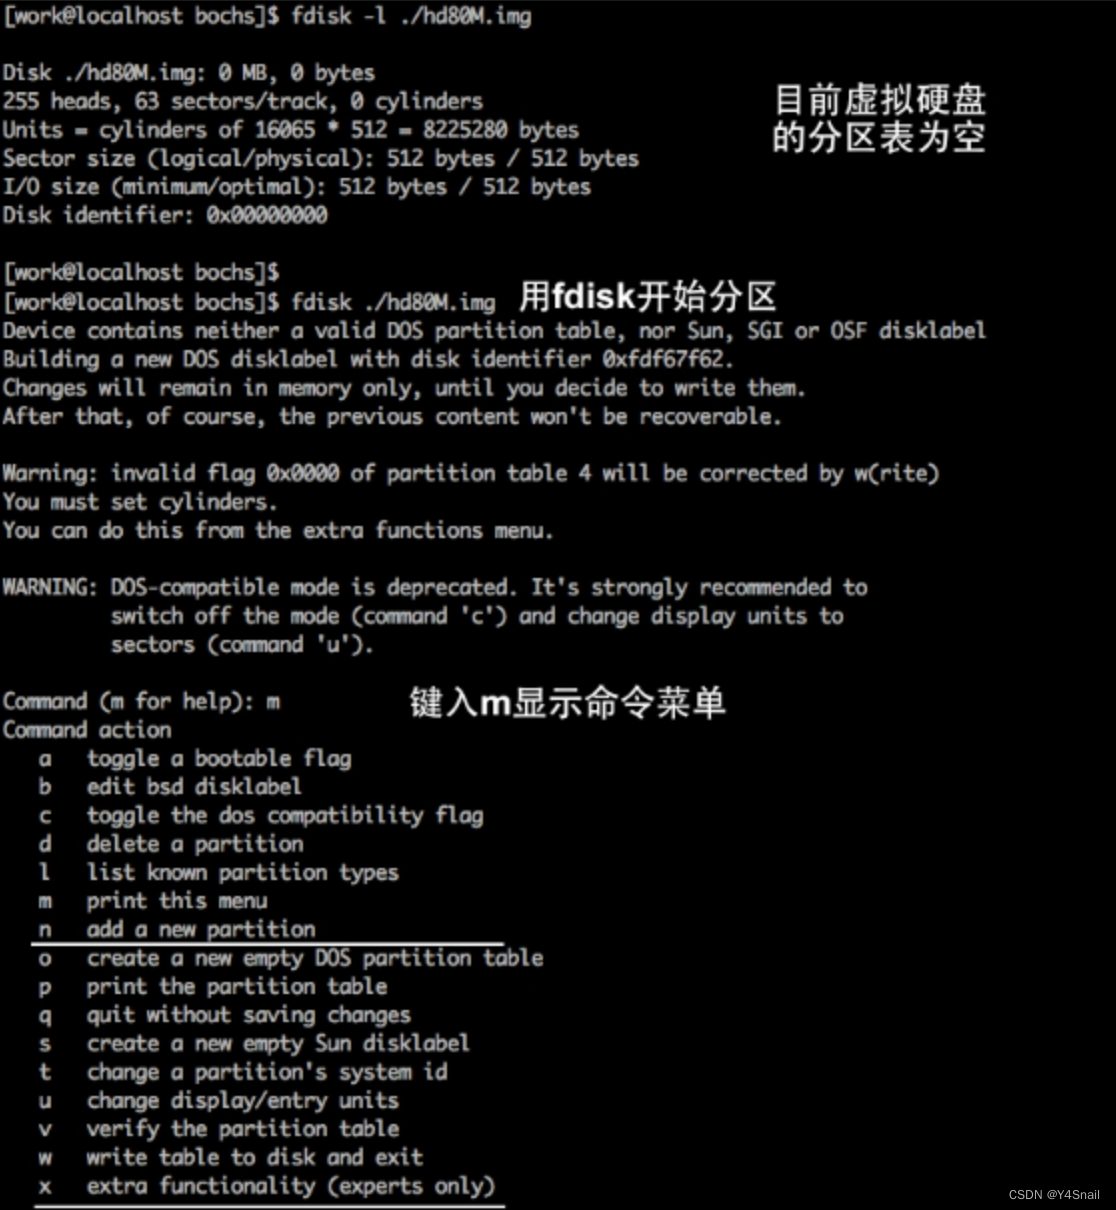 [work@localhost bochs]$ fdisk -l ./hd80M.img
Disk ./hd80M.img: 0 MB, 0 bytes
255 heads, 63 sectors/track, 0 cylinders
Units = cylinders of 16065 * 512 = 8225280 bytes
Sector size (logical/physical): 512 bytes / 512 bytes
I/O size (minimum/optimal): 512 bytes / 512 bytes
Disk identifier: 0x00000000
目前虚拟硬盘
的分区表为空
[work@localhost bochs]$
[work@localhost bochs]$ fdisk ./hd80M.img 用fdisk开始分区
Device contains neither a valid DOS partition table, nor Sun, SGI or OSF disklabel
Building a new DOS disklabel with disk identifier 0xfdf67f62.
Changes will remain in memory only, until you decide to write them.
After that, of course, the previous content won't be recoverable.
Warning: invalid flag 0x0000 of partition table 4 will be corrected by w(rite)
You must set cylinders.
You can do this from the extra functions menu.
WARNING: DOS-compatible mode is deprecated. It's strongly recommended to
switch off the mode (command 'c') and change display units to
sectors (command 'u').
Command (m for help): m 键入m显示命令菜单
Command action
a toggle a bootable flag
b edit bsd disklabel
c toggle the dos compatibility flag
d delete a partition
l list known partition types
m print this menu
n add a new partition
o create a new empty DOS partition table
p print the partition table
q quit without saving changes
s create a new empty Sun disklabel
t change a partition's system id
u change display/entry units
v verify the partition table
w write table to disk and exit
x extra functionality (experts only)
CSDN @Y4Snail